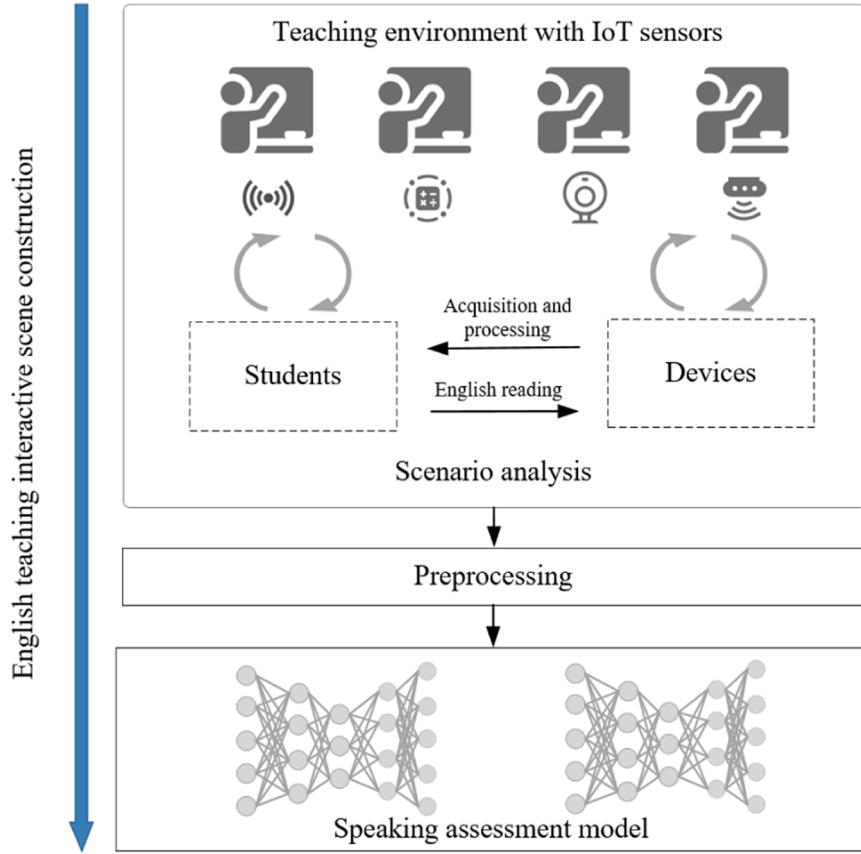 Teaching environment with IoT sensors
English teaching interactive scene construction
Acquisition and
processing
Students
Devices
English reading
Scenario analysis
Preprocessing
Speaking assessment model